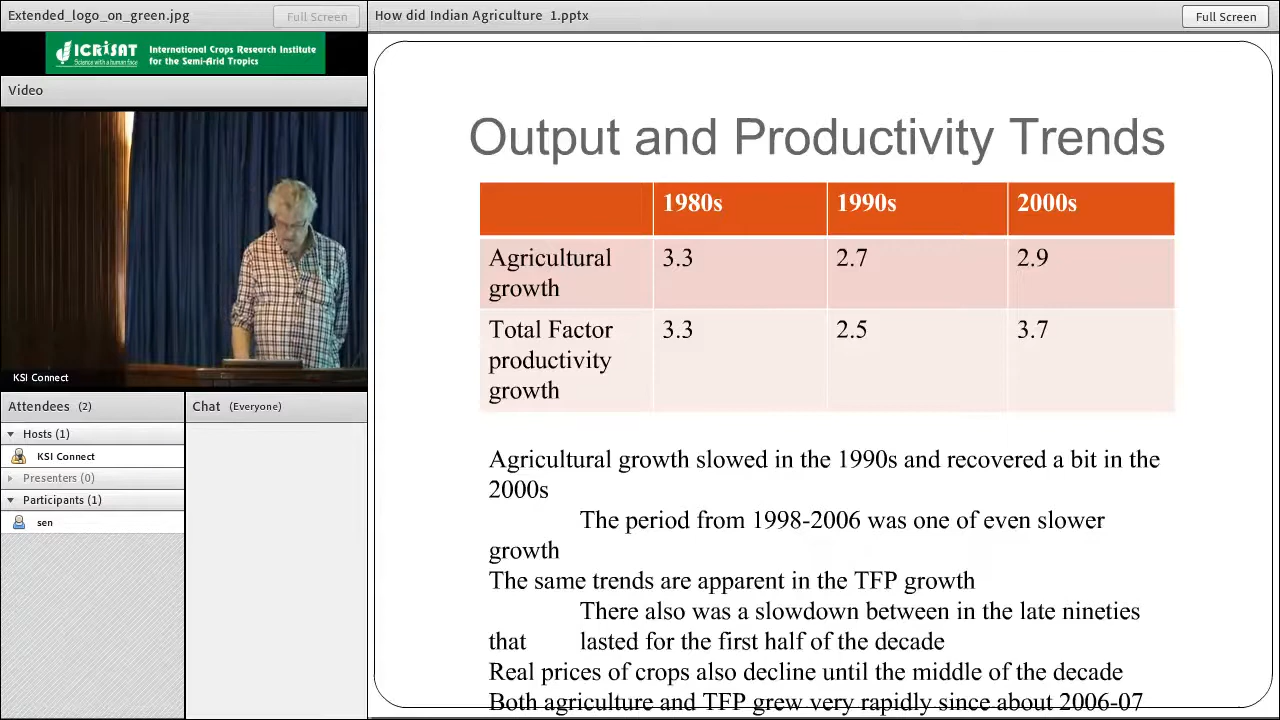 Extended_logo_on_green.jpg
Full Screen
How did Indian Agriculture 1.pptx
Full Screen
ICRISAT
Science with a human face
International Crops Research Institute
for the Semi-Arid Tropics
Video
KSI Connect
Attendees (2)
Hosts (1)
KSI Connect
Presenters (0)
Participants (1)
sen
Chat (Everyone)
Output and Productivity Trends
1980s 1990s 2000s
Agricultural growth 3.3 2.7 2.9
Total Factor productivity growth 3.3 2.5 3.7
Agricultural growth slowed in the 1990s and recovered a bit in the
2000s
The period from 1998-2006 was one of even slower
growth
The same trends are apparent in the TFP growth
There also was a slowdown between in the late nineties
that lasted for the first half of the decade
Real prices of crops also decline until the middle of the decade
Both agriculture and TFP grew very rapidly since about 2006-07